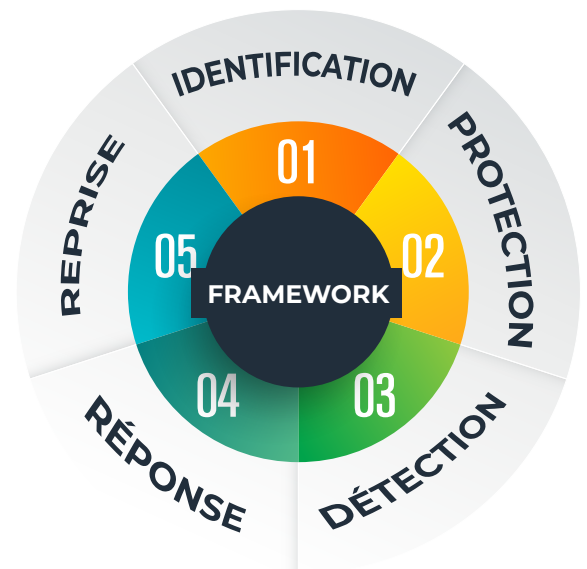 IDENTIFICATION
01
PROTECTION
02
DÉTECTION
03
RÉPONSE
04
REPRISE
05
FRAMEWORK